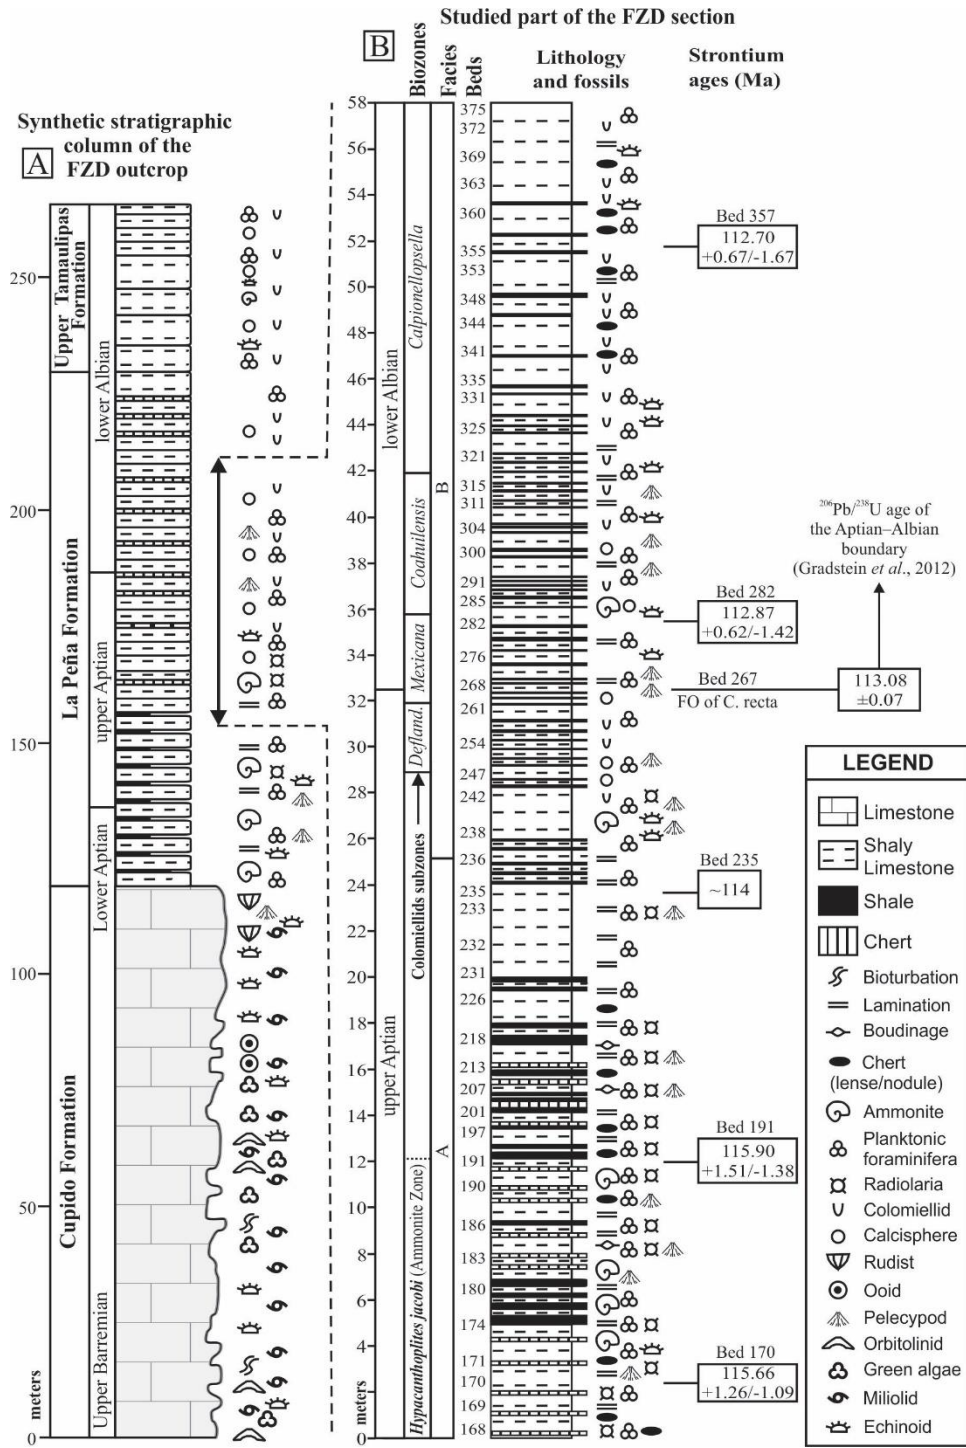 Studied part of the FZD section
B
Biozones
Facies
Beds
Lithology
and fossils
Strontium
ages (Ma)
Synthetic stratigraphic
column of the
FZD outcrop
A
250
200
150
100
50
0
meters
Upper Tamaulipas
Formation
La Peña Formation
Cupido Formation
lower Albian
upper Aptian
Lower Aptian
Upper Barremian
58
56
54
52
50
48
46
44
42
40
38
36
34
32
30
28
26
24
22
20
18
16
14
12
10
8
6
4
2
0
meters
lower Albian
upper Aptian
Calpionellopsella
Coahuilensis
Mexicana
Defland.
Colomiellids subzones
Hypacanthoplites jacobi (Ammonite Zone)
B
A
375
372
369
363
360
355
353
348
344
341
335
331
325
321
315
311
304
300
291
285
282
276
268
261
254
247
242
238
236
235
233
232
231
226
218
213
207
201
197
191
190
186
183
180
174
171
170
169
168
Bed 357
112.70
+0.67/-1.67
206Pb/238U age of
the Aptian–Albian
boundary
(Gradstein et al., 2012)
Bed 282
112.87
+0.62/-1.42
Bed 267
FO of C. recta
113.08
±0.07
Bed 235
~114
Bed 191
115.90
+1.51/-1.38
Bed 170
115.66
+1.26/-1.09
LEGEND
Limestone
Shaly
Limestone
Shale
Chert
Bioturbation
Lamination
Boudinage
Chert
(lense/nodule)
Ammonite
Planktonic
foraminifera
Radiolaria
Colomiellid
Calcisphere
Rudist
Ooid
Pelecypod
Orbitolinid
Green algae
Miliolid
Echinoid